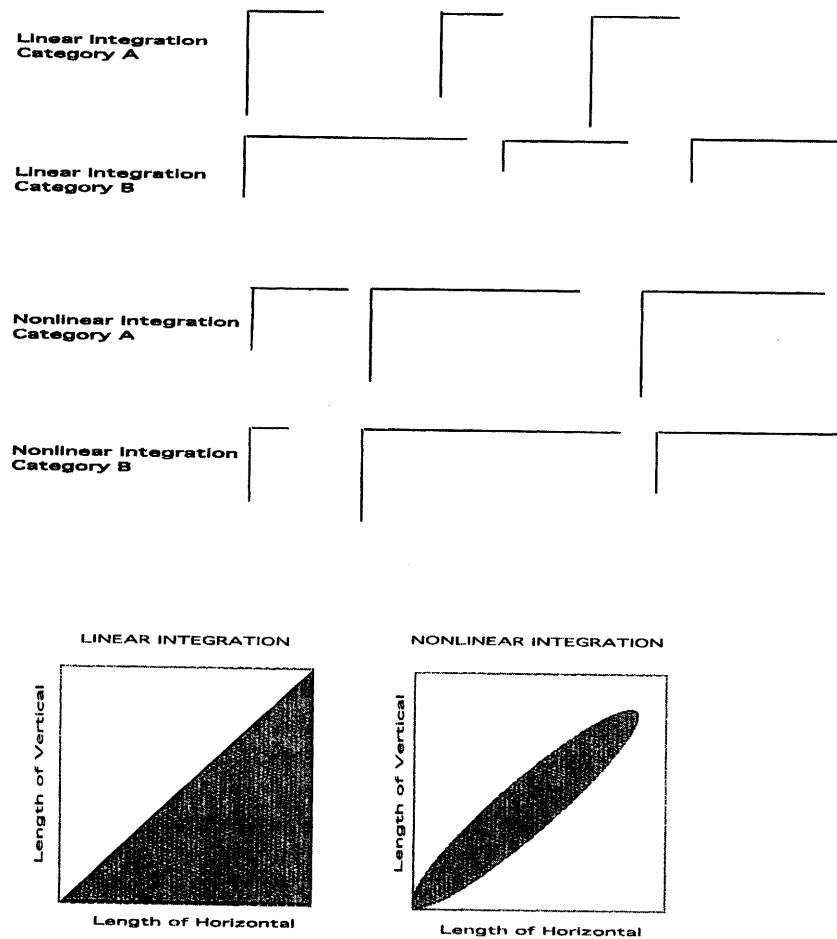 Linear Integration
Category A
Linear Integration
Category B
Nonlinear Integration
Category A
Nonlinear Integration
Category B
LINEAR INTEGRATION
NONLINEAR INTEGRATION
Length of Vertical
Length of Vertical
Length of Horizontal
Length of Horizontal